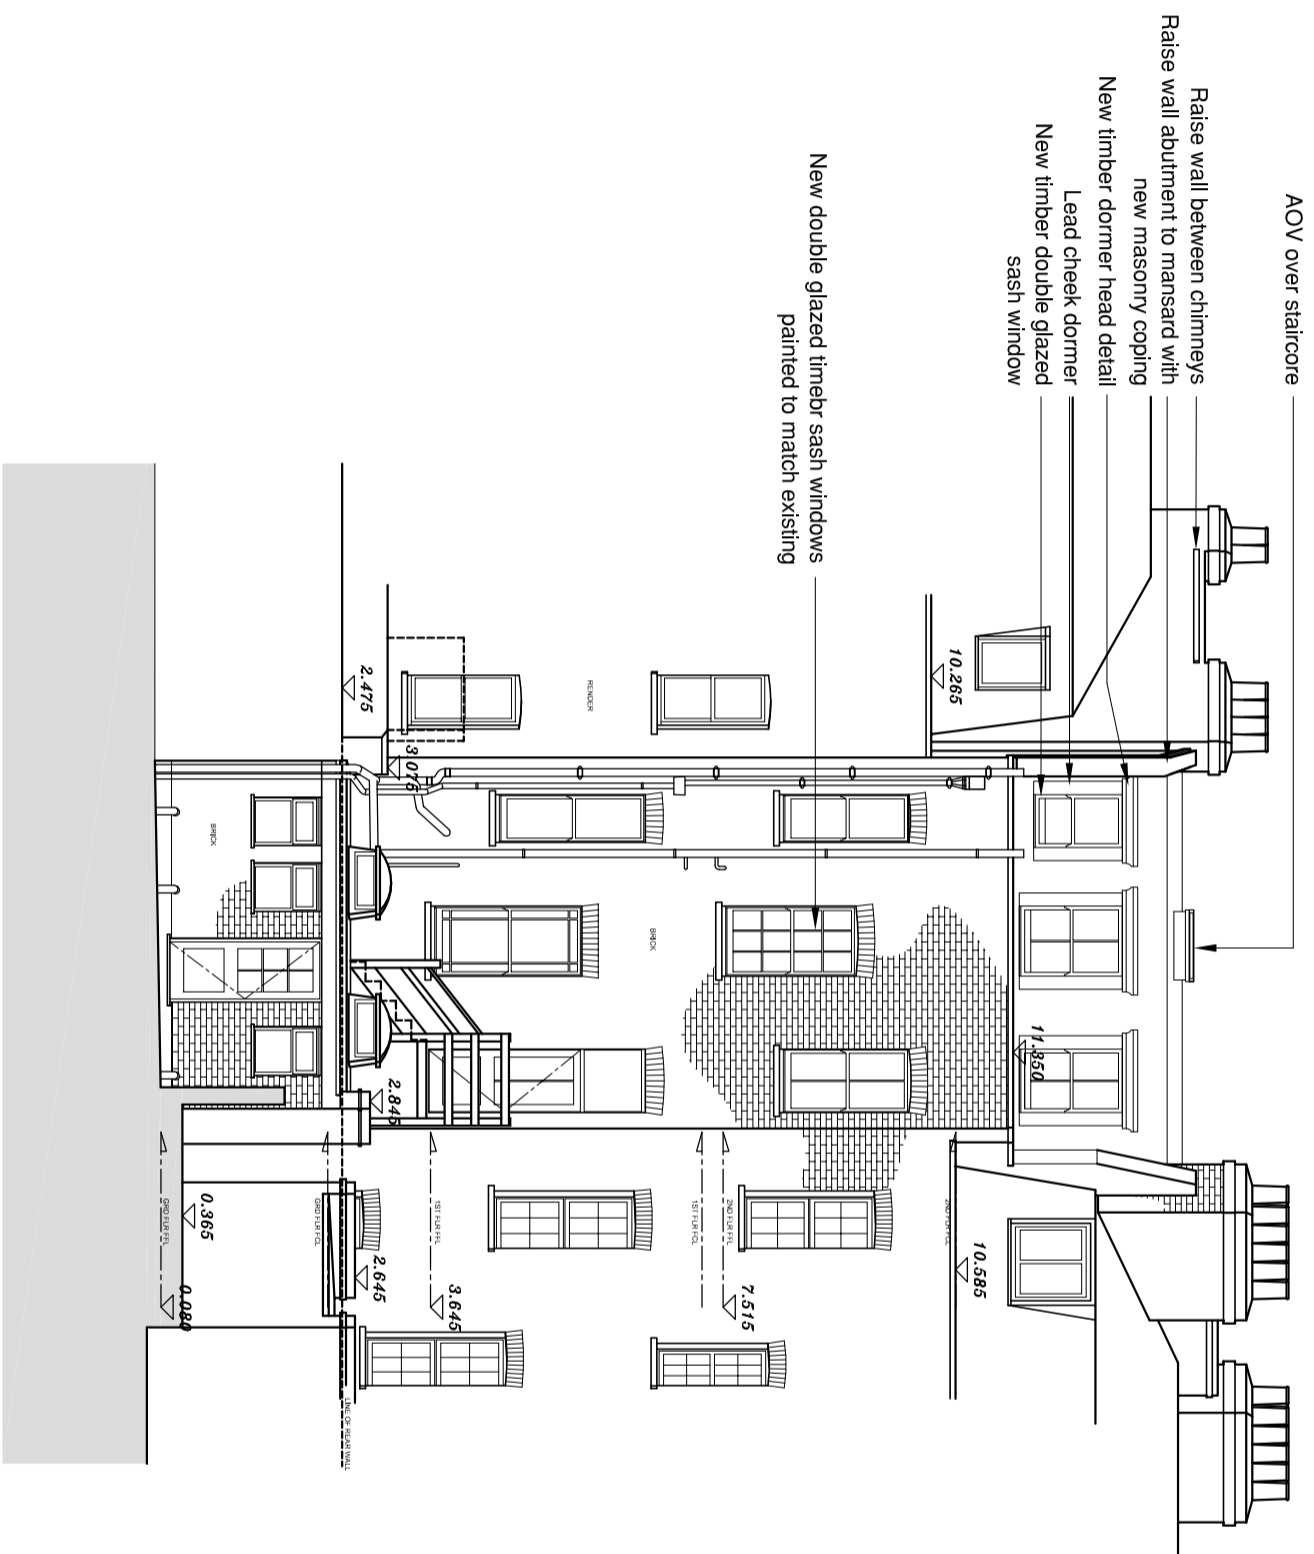 AOV over staircore
Raise wall between chimneys
Raise wall abutment to mansard with
new masonry coping
New timber dormer head detail
Lead cheek dormer
New timber double glazed
sash window
New double glazed timebr sash windows
painted to match existing
10.265
RENDER
2.475
3.076
BRICK
BRICK
11.350
2.845
2ND FLR FCL
2ND FLR FFL
1ST FLR FCL
1ST FLR FFL
GRD FLR FCL
GRD FLR FFL
10.585
7.515
3.645
2.645
0.365
0.080
LINE OF REAR WALL